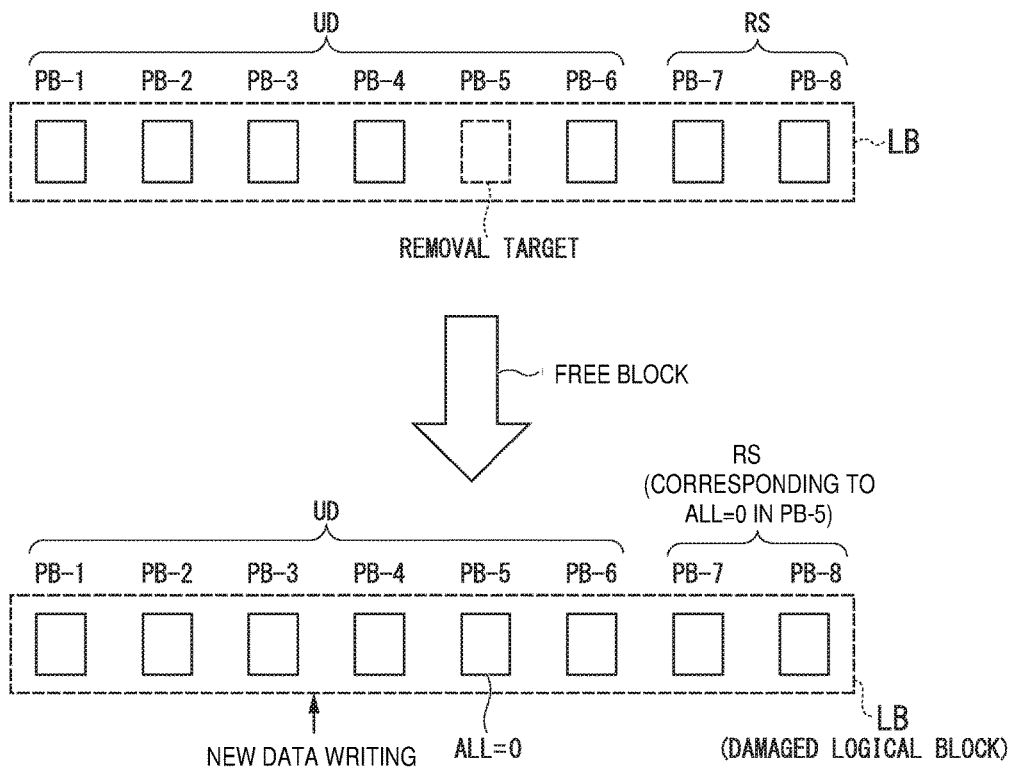 UD RS
PB-1 PB-2 PB-3 PB-4 PB-5 PB-6 PB-7 PB-8
LB
REMOVAL TARGET
FREE BLOCK
RS
(CORRESPONDING TO
ALL=0 IN PB-5)
UD
PB-1 PB-2 PB-3 PB-4 PB-5 PB-6 PB-7 PB-8
LB
(DAMAGED LOGICAL BLOCK)
NEW DATA WRITING
ALL=0